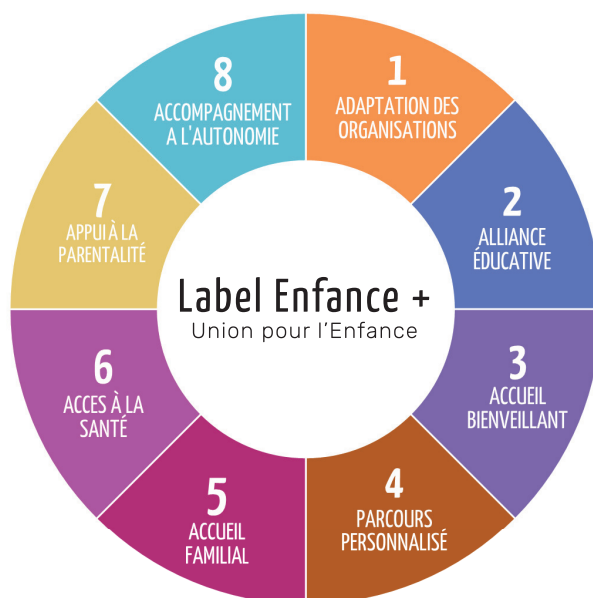 1
ADAPTATION DES
ORGANISATIONS
2
ALLIANCE
ÉDUCATIVE
3
ACCUEIL
BIENVEILLANT
4
PARCOURS
PERSONNALISÉ
5
ACCUEIL
FAMILIAL
6
ACCES À LA
SANTÉ
7
APPUI À LA
PARENTALITÉ
8
ACCOMPAGNEMENT
A L'AUTONOMIE
Label Enfance +
Union pour l'Enfance